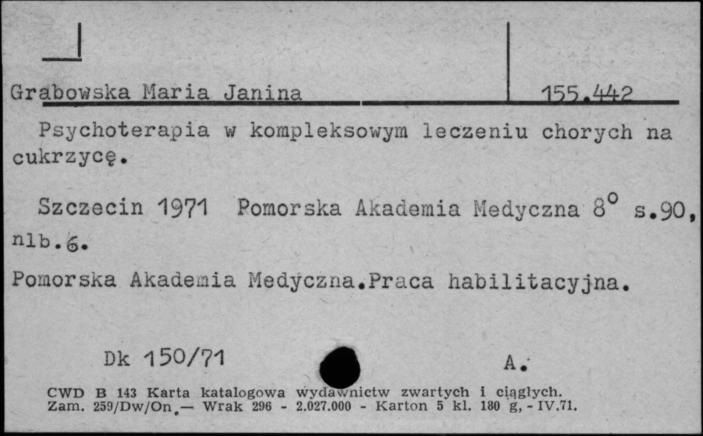 Grabowska Maria Janina 155.442
Psychoterapia w kompleksowym leczeniu chorych na
cukrzycę.
Szczecin 1971 Pomorska Akademia Medyczna 8° s.90,
nlb.6.
Pomorska Akademia Medyczna.Praca habilitacyjna.
Dk 150/71 A.
CWD B 143 Karta katalogowa wydawnictw zwartych i ciągłych.
Zam. 259/Dw/On.— Wrak 296 - 2.027.000 - Karton 5 kl. 180 g, - IV.71.